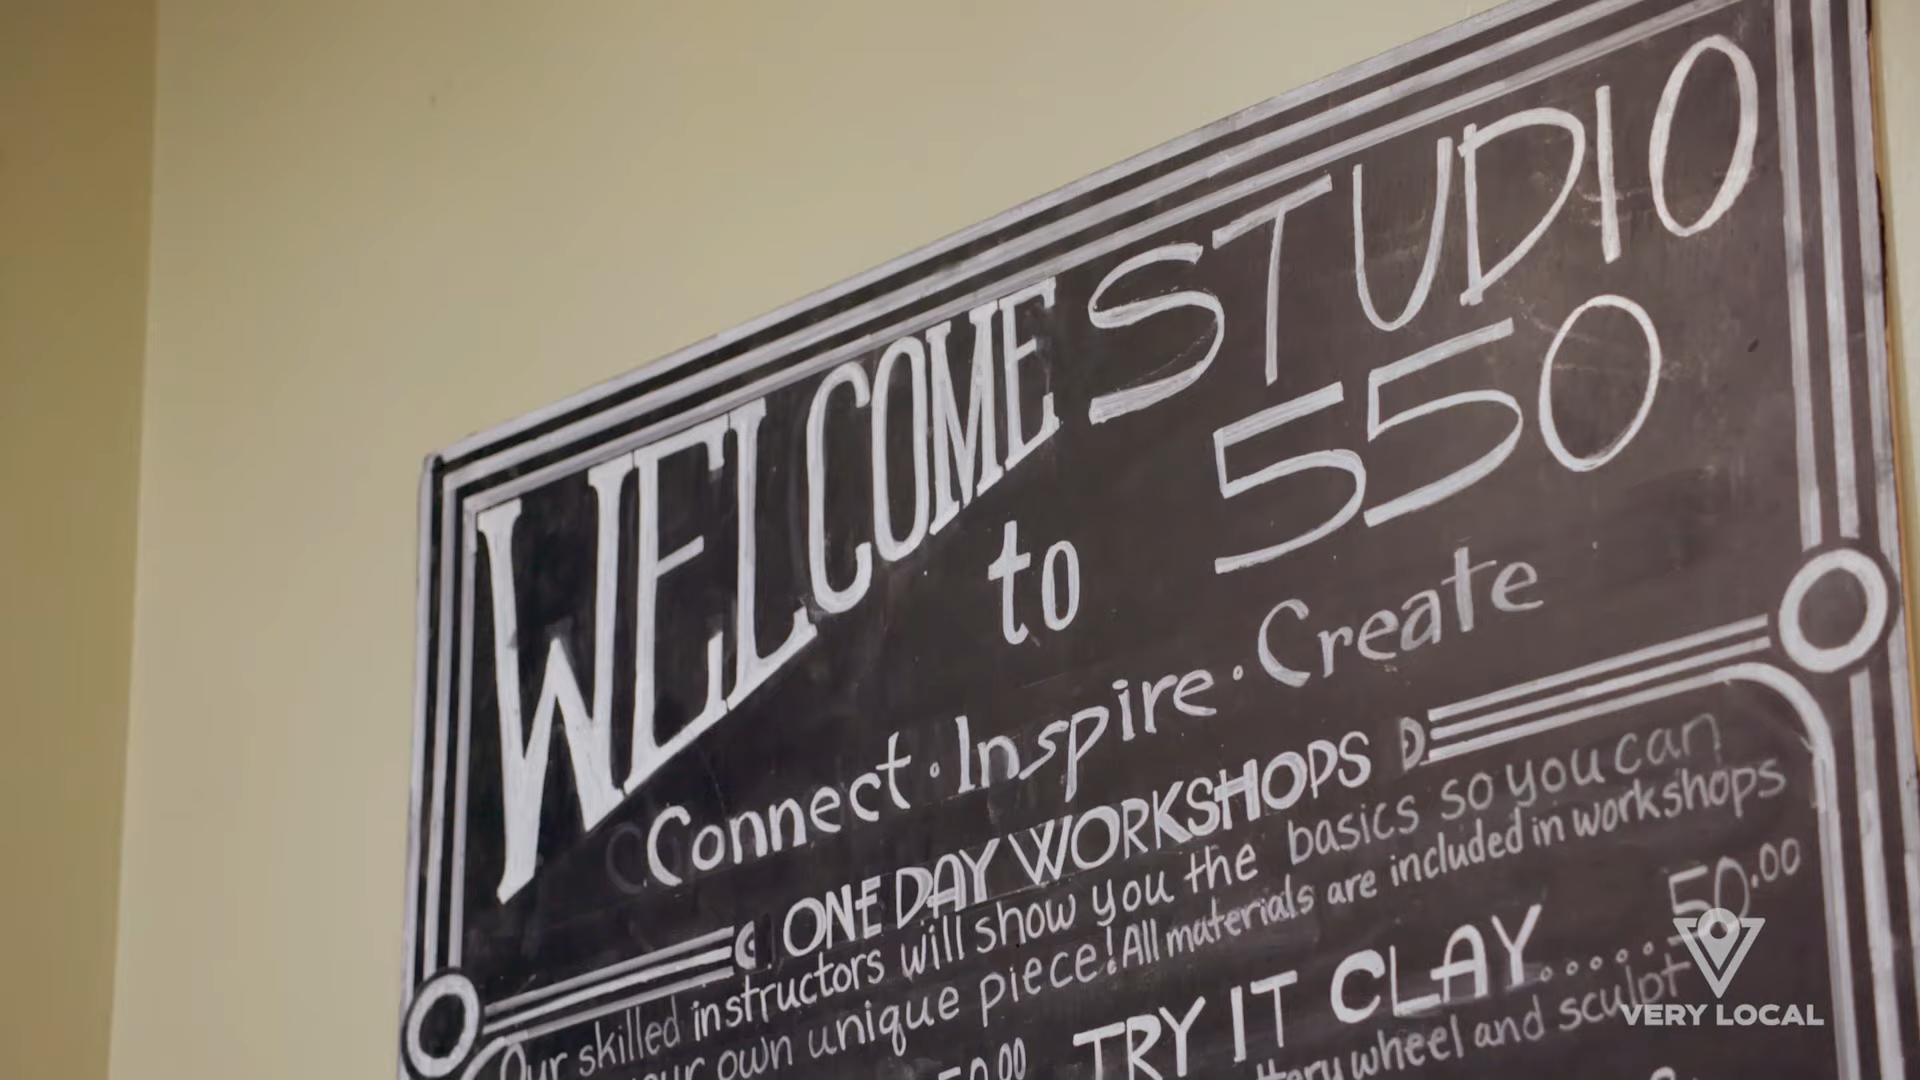 WELCOME STUDIO
to 550
Connect · Inspire · Create
ONE DAY WORKSHOPS
Our skilled instructors will show you the basics so you can
your own unique piece! All materials are included in workshops
TRY IT CLAY...... 50.00
wheel and sculpt
VERY LOCAL